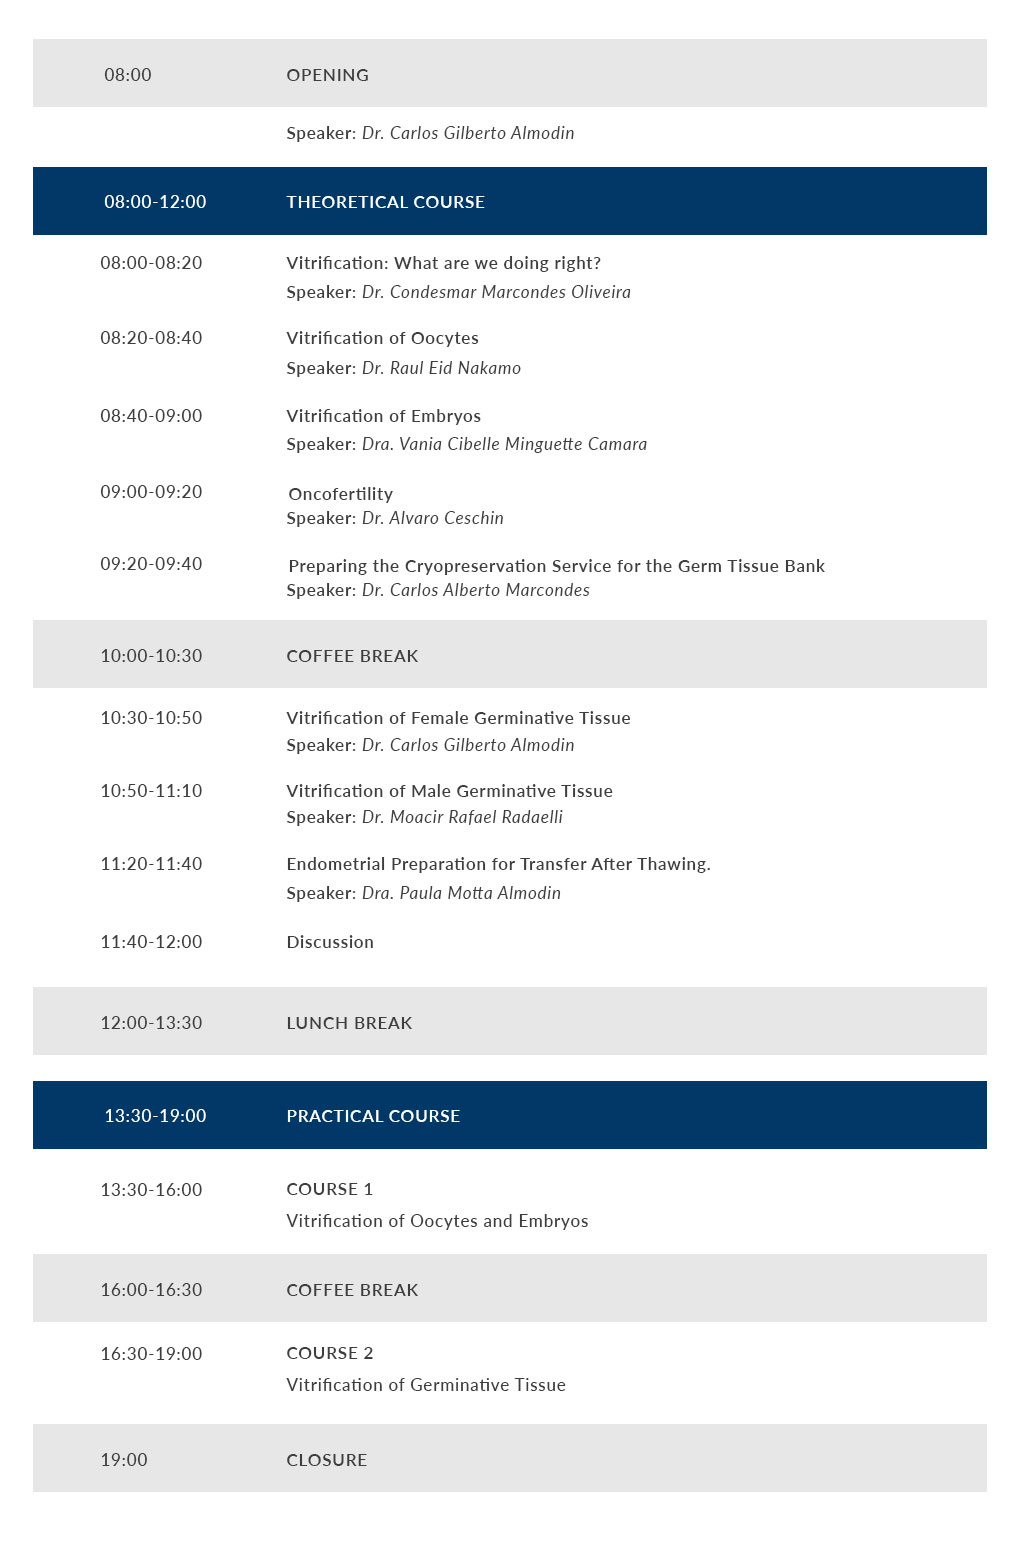 08:00 OPENING
Speaker: Dr. Carlos Gilberto Almodin
08:00-12:00 THEORETICAL COURSE
08:00-08:20 Vitrification: What are we doing right?
Speaker: Dr. Condesmar Marcondes Oliveira
08:20-08:40 Vitrification of Oocytes
Speaker: Dr. Raul Eid Nakamo
08:40-09:00 Vitrification of Embryos
Speaker: Dra. Vania Cibelle Minguette Camara
09:00-09:20 Oncofertility
Speaker: Dr. Alvaro Ceschin
09:20-09:40 Preparing the Cryopreservation Service for the Germ Tissue Bank
Speaker: Dr. Carlos Alberto Marcondes
10:00-10:30 COFFEE BREAK
10:30-10:50 Vitrification of Female Germinative Tissue
Speaker: Dr. Carlos Gilberto Almodin
10:50-11:10 Vitrification of Male Germinative Tissue
Speaker: Dr. Moacir Rafael Radaelli
11:20-11:40 Endometrial Preparation for Transfer After Thawing.
Speaker: Dra. Paula Motta Almodin
11:40-12:00 Discussion
12:00-13:30 LUNCH BREAK
13:30-19:00 PRACTICAL COURSE
13:30-16:00 COURSE 1
Vitrification of Oocytes and Embryos
16:00-16:30 COFFEE BREAK
16:30-19:00 COURSE 2
Vitrification of Germinative Tissue
19:00 CLOSURE